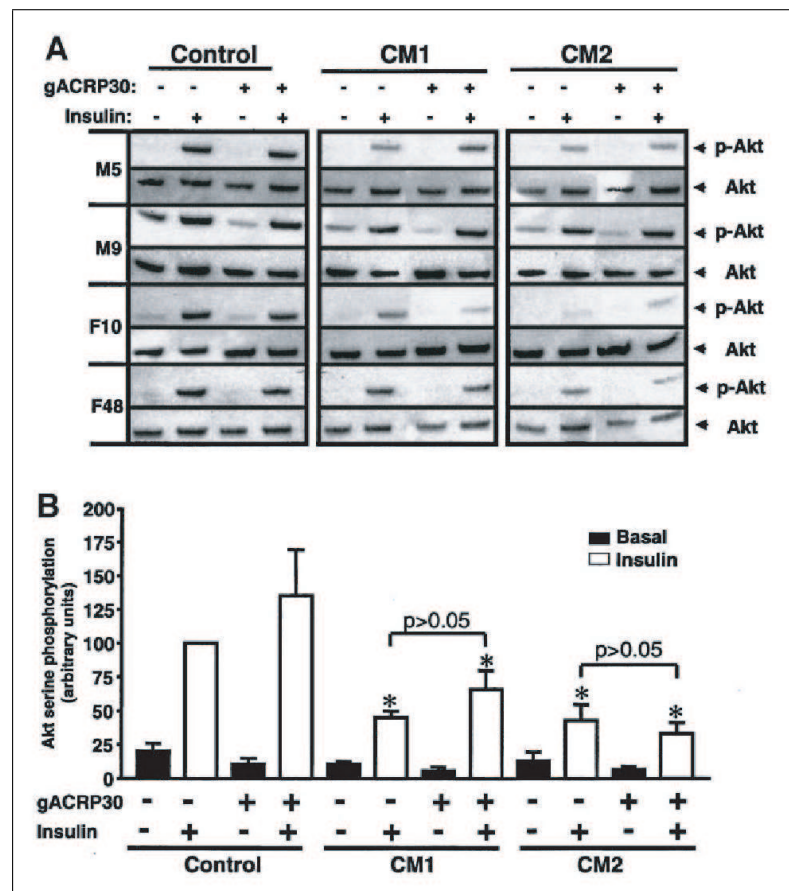 A
Control CM1 CM2
gACRP30: - - + + - - + + - - + +
Insulin: - + - + - + - + - + - +
M5 p-Akt
Akt
M9 p-Akt
Akt
F10 p-Akt
Akt
F48 p-Akt
Akt
B
Akt serine phosphorylation
(arbitrary units)
200
175
150
125
100
75
50
25
0
Basal
Insulin
p>0.05
p>0.05
* * * *
gACRP30 - - + + - - + + - - + +
Insulin - + - + - + - + - + - +
Control CM1 CM2